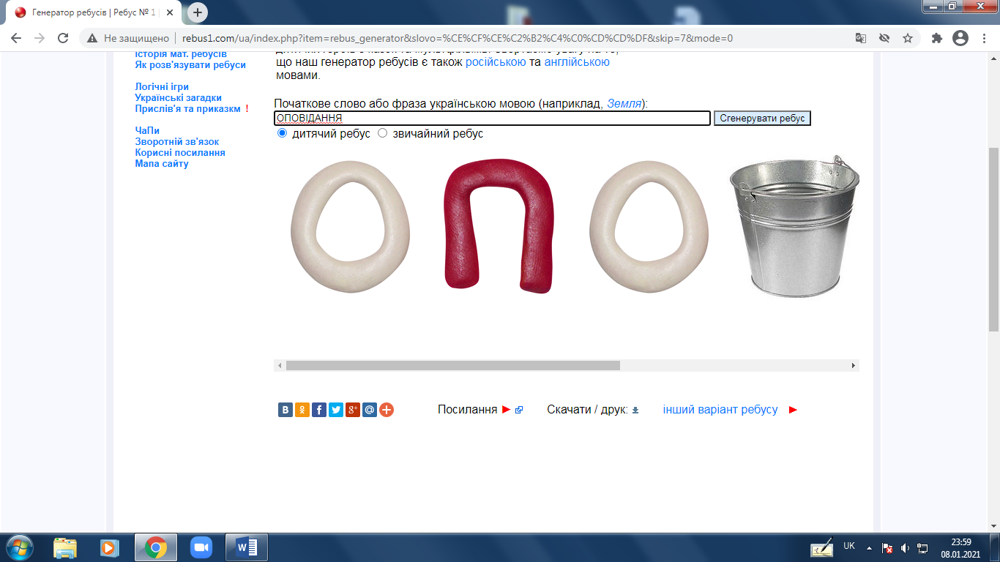 Генератор ребусів | Ребус № 1
Не защищено
rebus1.com/ua/index.php?item=rebus_generator&slovo=%CE%CF%CE%C2%B2%C4%C0%CD%CD%DF&skip=7&mode=0
що наш генератор ребусів є також російською та англійською
мовами.
Історія мат. ребусів
Як розв'язувати ребуси
Логічні ігри
Українські загадки
Прислів'я та приказки !
ЧаПи
Зворотній зв'язок
Корисні посилання
Мапа сайту
Початкове слово або фраза українською мовою (наприклад, Земля):
ОПОВІДАННЯ
Сгенерувати ребус
дитячий ребус звичайний ребус
О П О
Посилання
Скачати / друк:
інший варіант ребусу
UK
23:59
08.01.2021